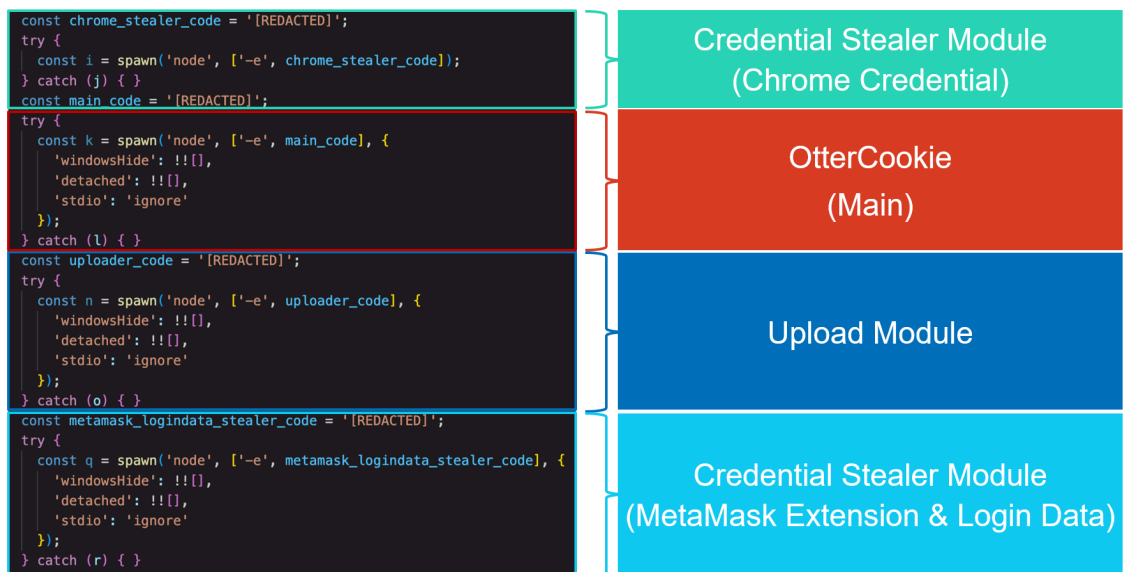 const chrome_stealer_code = '[REDACTED]';
try {
const i = spawn('node', ['-e', chrome_stealer_code]);
} catch (j) { }
const main_code = '[REDACTED]';
try {
const k = spawn('node', ['-e', main_code], {
'windowsHide': !![],
'detached': !![],
'stdio': 'ignore'
});
} catch (l) { }
const uploader_code = '[REDACTED]';
try {
const n = spawn('node', ['-e', uploader_code], {
'windowsHide': !![],
'detached': !![],
'stdio': 'ignore'
});
} catch (o) { }
const metamask_logindata_stealer_code = '[REDACTED]';
try {
const q = spawn('node', ['-e', metamask_logindata_stealer_code], {
'windowsHide': !![],
'detached': !![],
'stdio': 'ignore'
});
} catch (r) { }
Credential Stealer Module
(Chrome Credential)
OtterCookie
(Main)
Upload Module
Credential Stealer Module
(MetaMask Extension & Login Data)